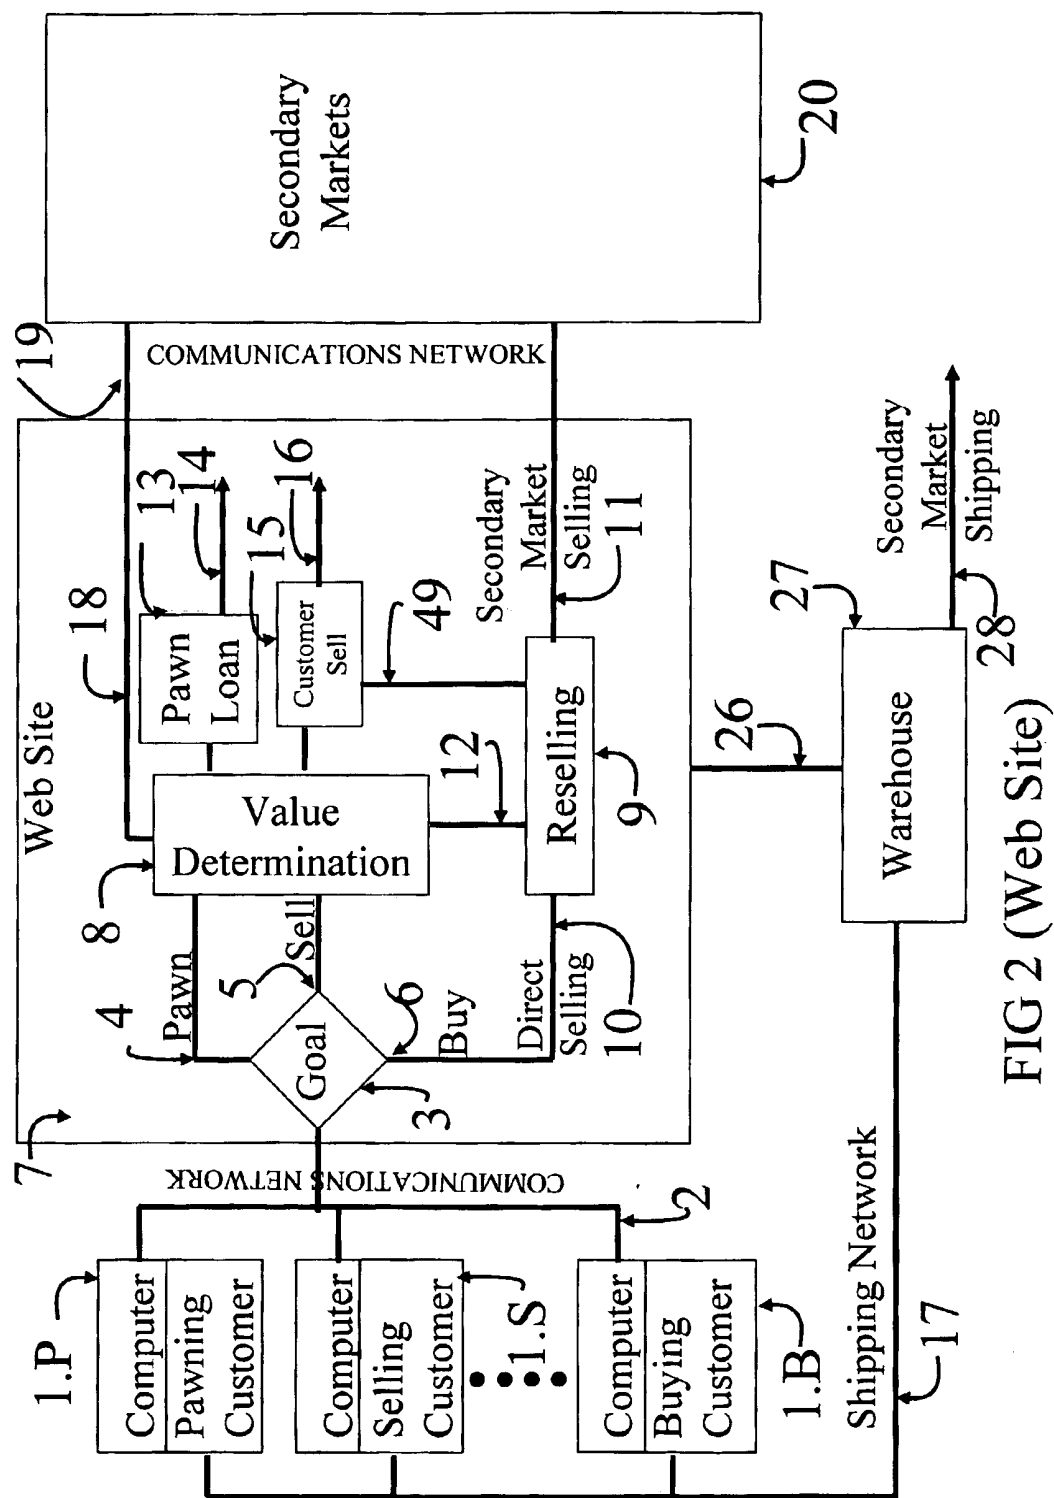 1.P
Computer
Pawning
Customer
Computer
Selling
Customer
1.S
Computer
Buying
Customer
1.B
2
COMMUNICATIONS NETWORK
7
Web Site
Goal
3
4
Pawn
5
Sell
6
Buy
Direct
Selling
10
8
Value
Determination
18
12
Reselling
9
Pawn
Loan
13
14
Customer
Sell
15
16
49
Secondary
Market
Selling
11
19
COMMUNICATIONS NETWORK
Secondary
Markets
20
26
Warehouse
27
Secondary
Market
Shipping
28
Shipping Network
17
FIG 2 (Web Site)